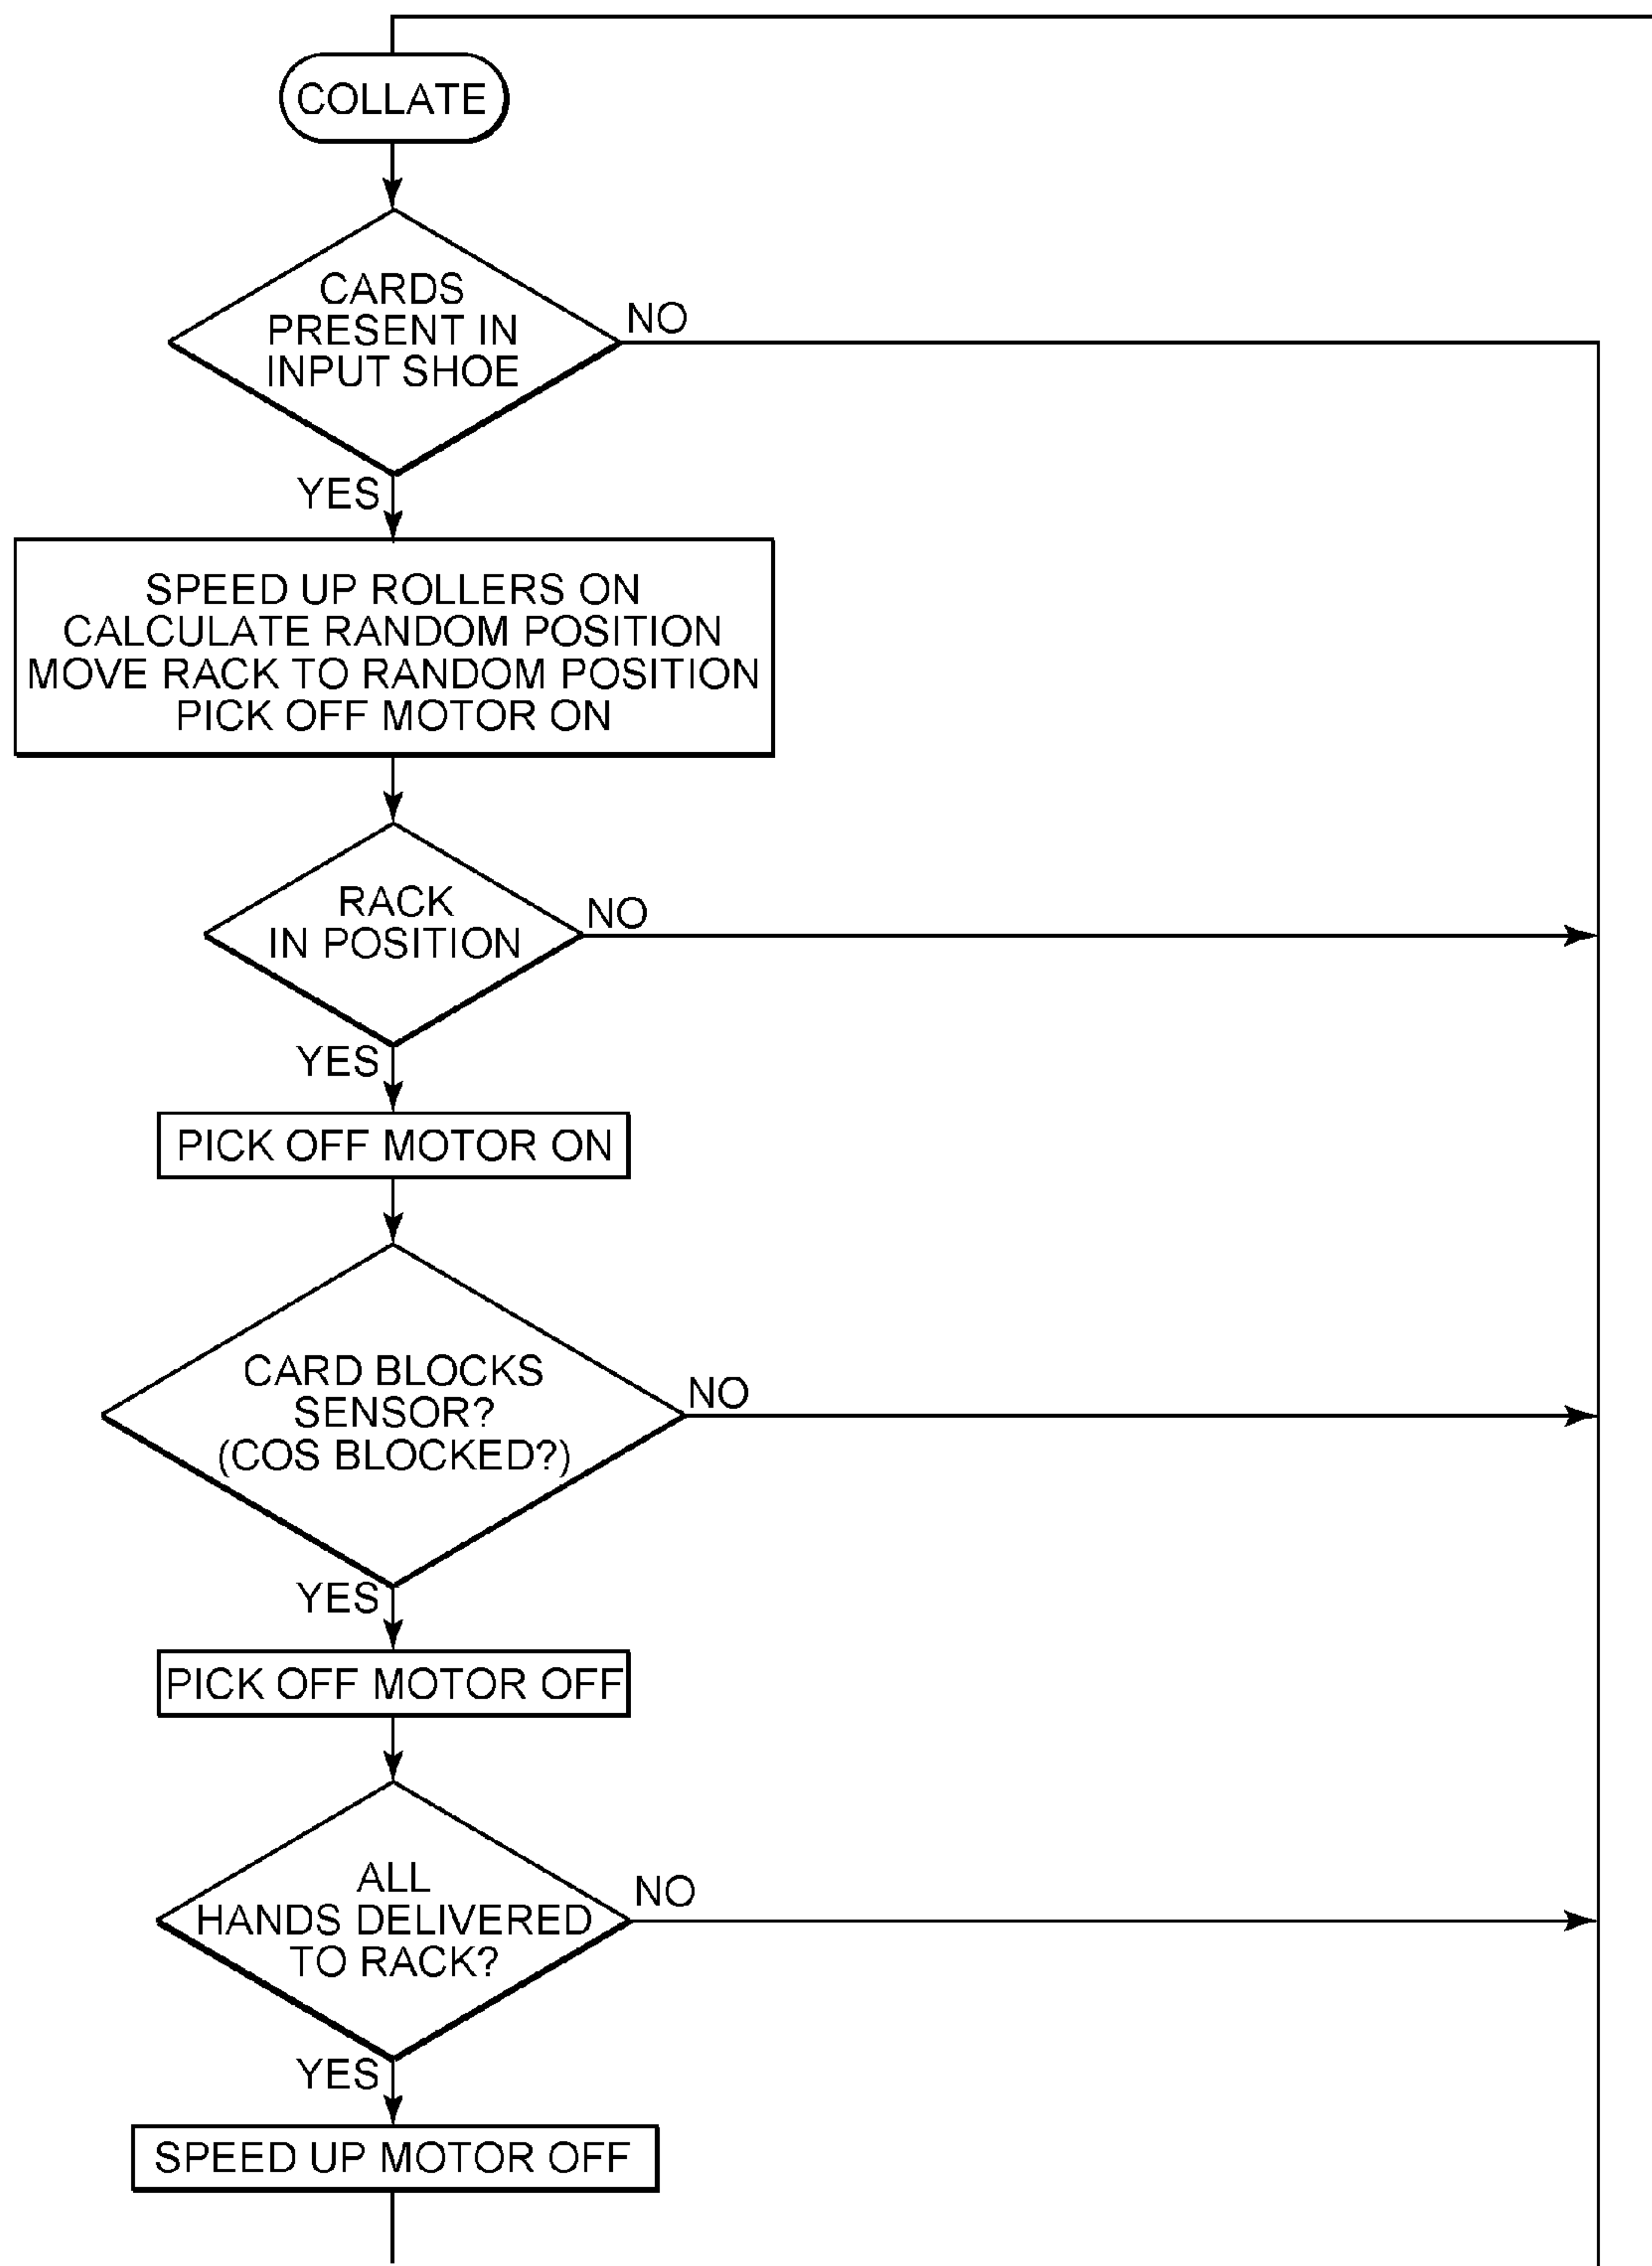 COLLATE
CARDS
PRESENT IN
INPUT SHOE
NO
YES
SPEED UP ROLLERS ON
CALCULATE RANDOM POSITION
MOVE RACK TO RANDOM POSITION
PICK OFF MOTOR ON
RACK
IN POSITION
NO
YES
PICK OFF MOTOR ON
CARD BLOCKS
SENSOR?
(COS BLOCKED?)
NO
YES
PICK OFF MOTOR OFF
ALL
HANDS DELIVERED
TO RACK?
NO
YES
SPEED UP MOTOR OFF